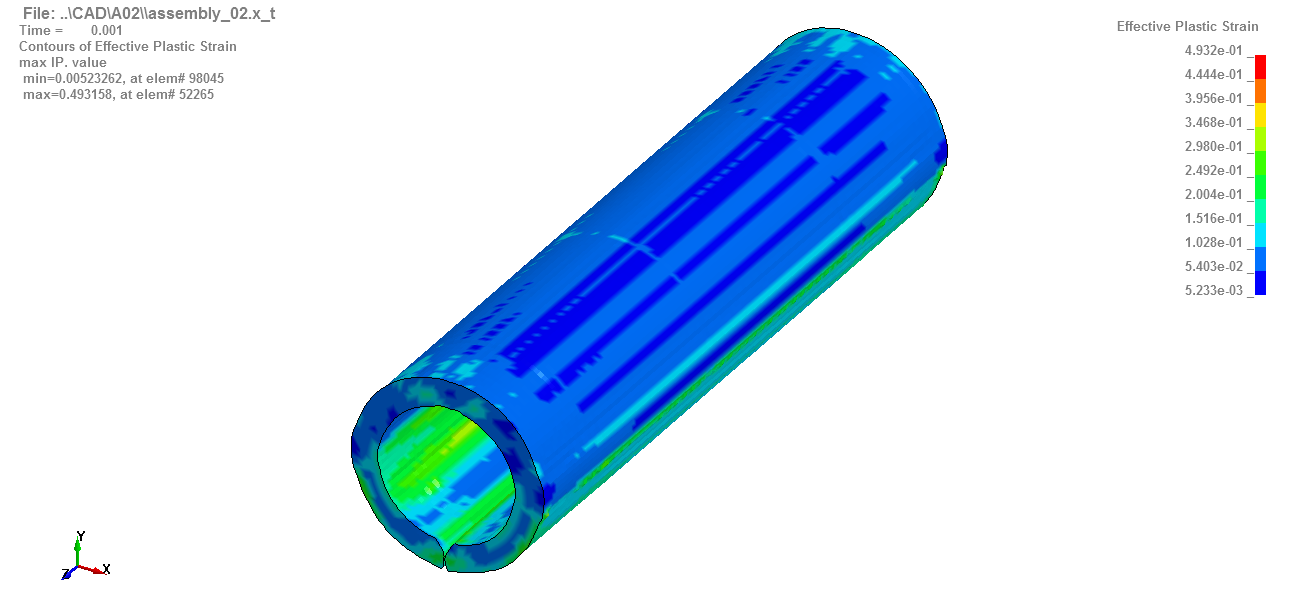 File: ..\CAD\A02\\assembly_02.x_t
Time = 0.001
Contours of Effective Plastic Strain
max IP. value
min=0.00523262, at elem# 98045
max=0.493158, at elem# 52265
Effective Plastic Strain
4.932e-01
4.444e-01
3.956e-01
3.468e-01
2.980e-01
2.492e-01
2.004e-01
1.516e-01
1.028e-01
5.403e-02
5.233e-03
Y
Z
X